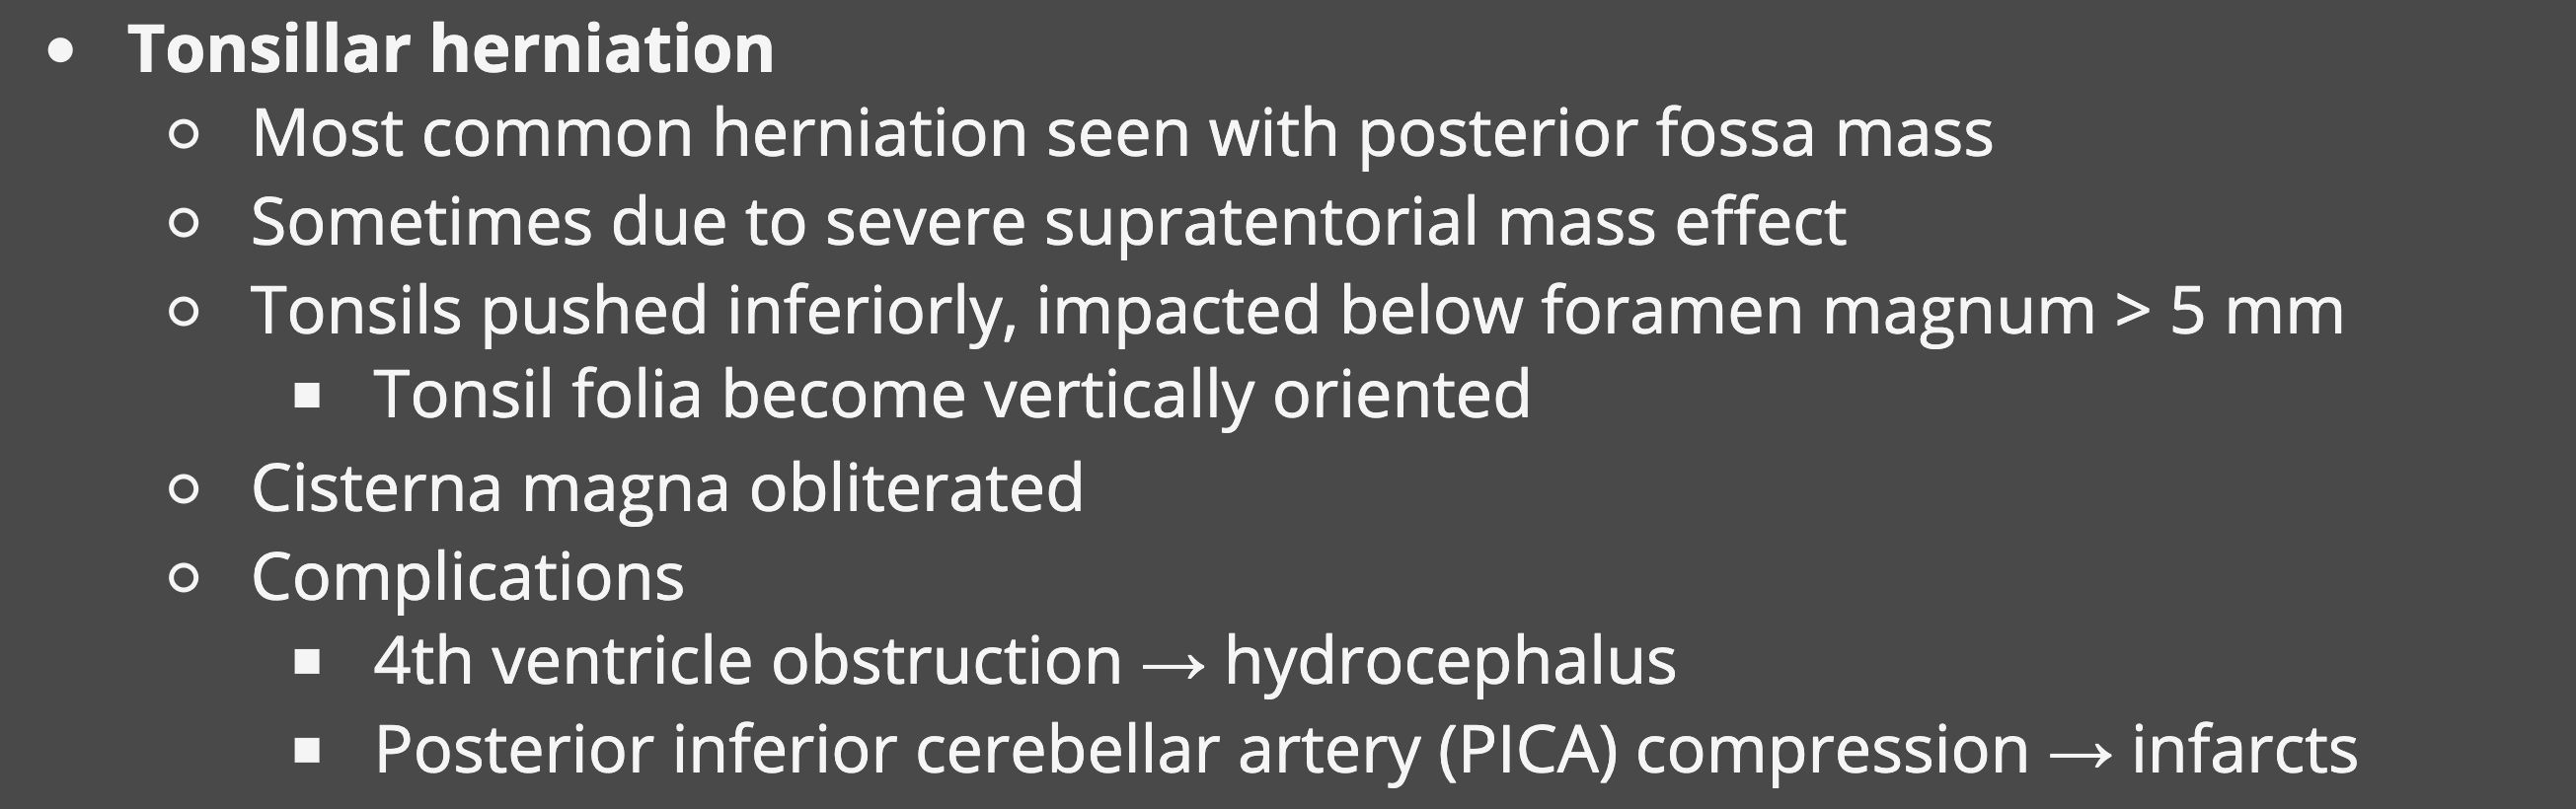 • Tonsillar herniation
○ Most common herniation seen with posterior fossa mass
○ Sometimes due to severe supratentorial mass effect
○ Tonsils pushed inferiorly, impacted below foramen magnum > 5 mm
■ Tonsil folia become vertically oriented
○ Cisterna magna obliterated
○ Complications
■ 4th ventricle obstruction → hydrocephalus
■ Posterior inferior cerebellar artery (PICA) compression → infarcts